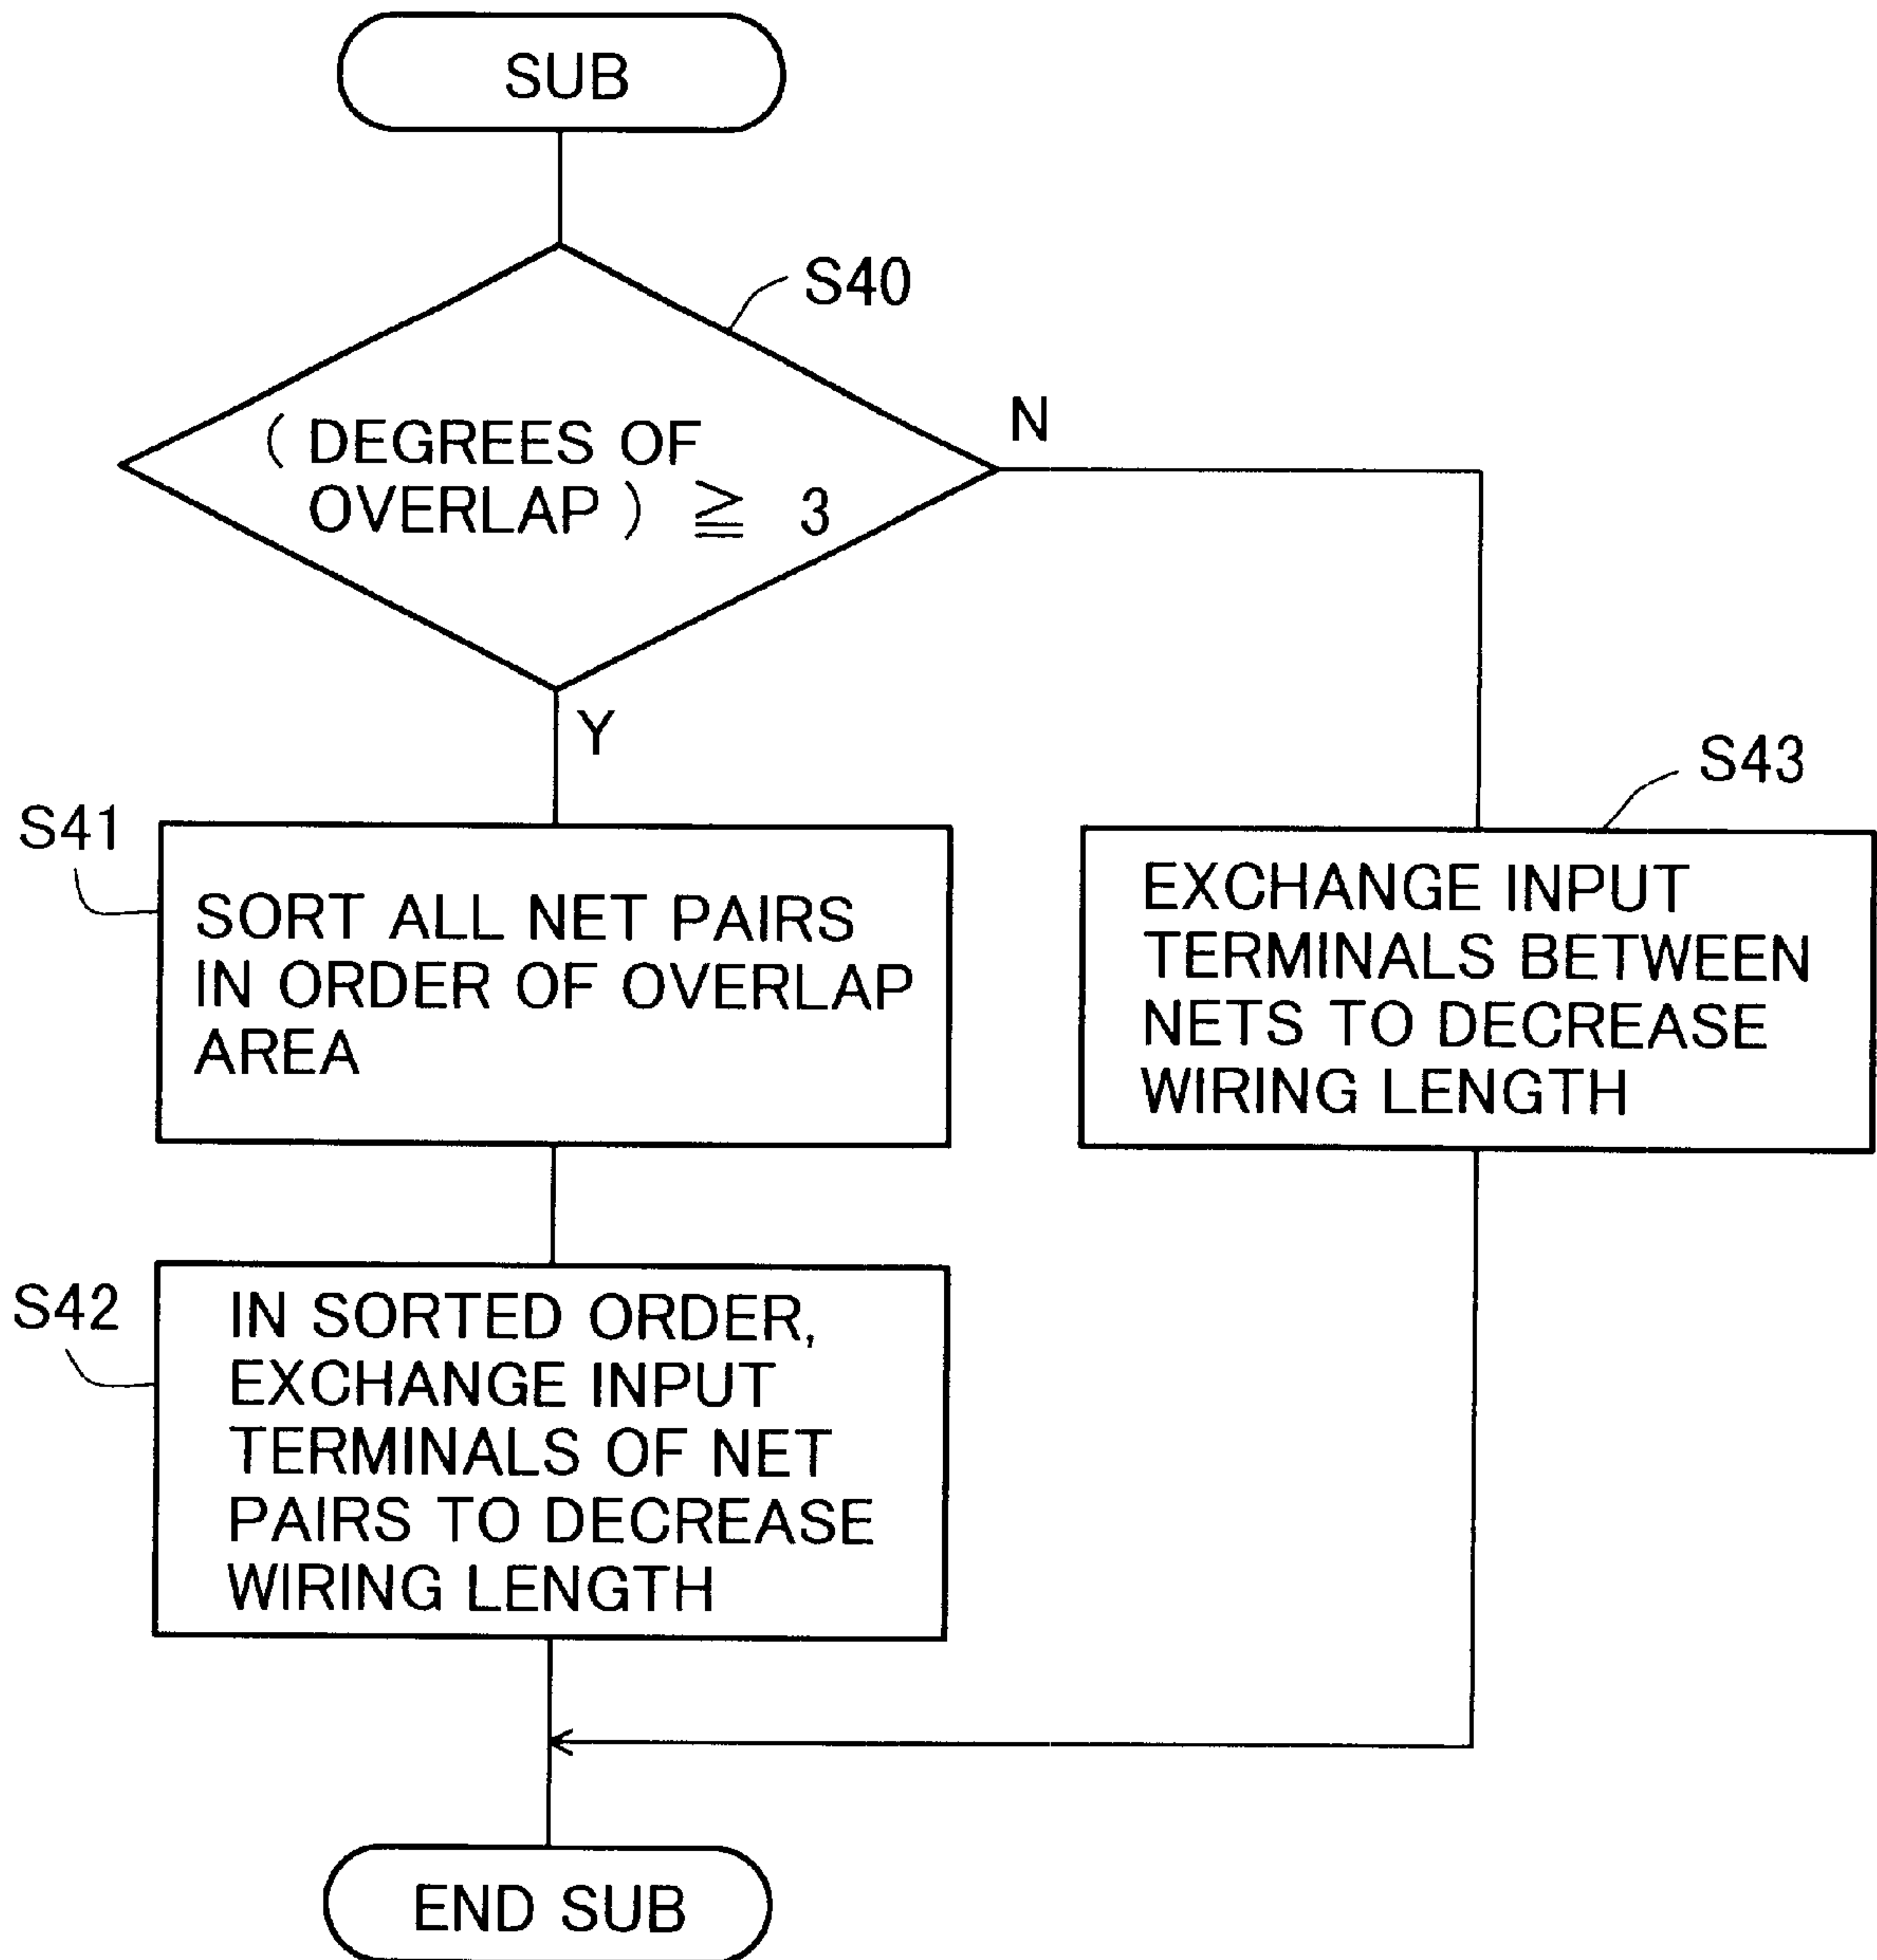 SUB
S40
( DEGREES OF
OVERLAP ) ≧ 3
N
Y
S41
SORT ALL NET PAIRS
IN ORDER OF OVERLAP
AREA
S43
EXCHANGE INPUT
TERMINALS BETWEEN
NETS TO DECREASE
WIRING LENGTH
S42
IN SORTED ORDER,
EXCHANGE INPUT
TERMINALS OF NET
PAIRS TO DECREASE
WIRING LENGTH
END SUB